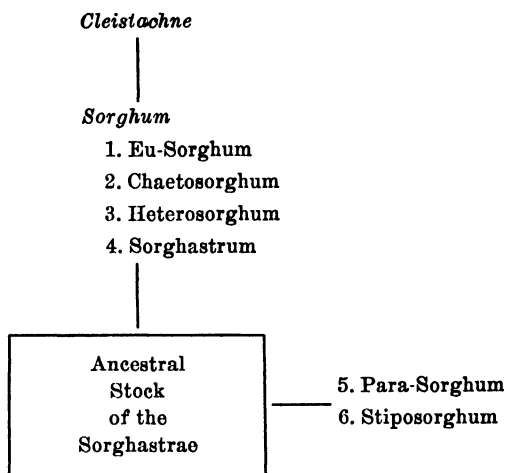 Cleistachne
Sorghum
1. Eu-Sorghum
2. Chaetosorghum
3. Heterosorghum
4. Sorghastrum
Ancestral
Stock
of the
Sorghastrae
5. Para-Sorghum
6. Stiposorghum